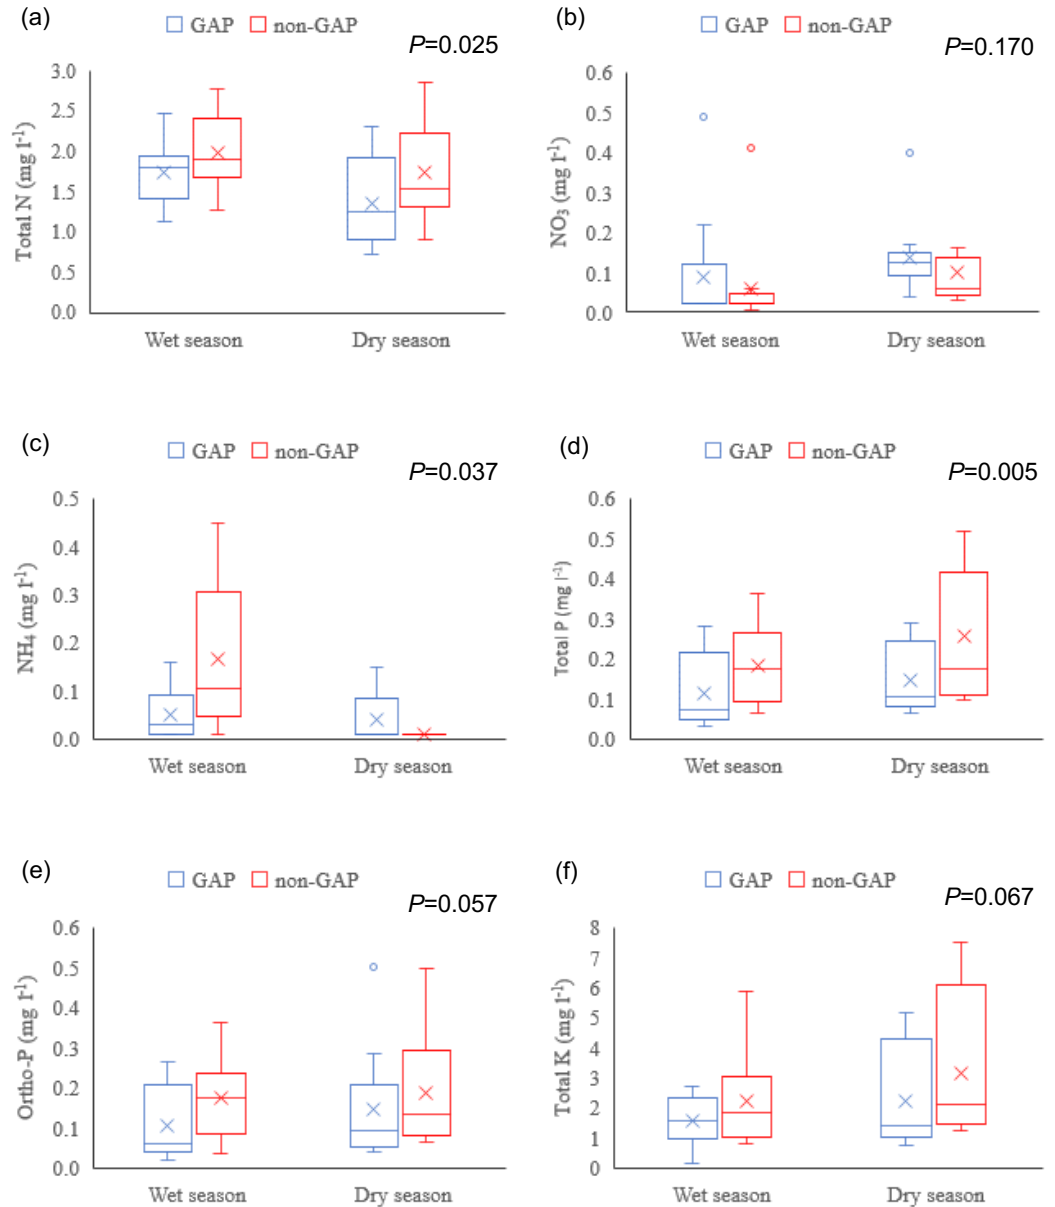 (a)
GAP non-GAP
P=0.025
3.0
2.5
2.0
1.5
1.0
0.5
0.0
Total N (mg l-1)
Wet season Dry season
(b)
GAP non-GAP
P=0.170
0.6
0.5
0.4
0.3
0.2
0.1
0.0
NO3 (mg l-1)
Wet season Dry season
(c)
GAP non-GAP
P=0.037
0.5
0.4
0.3
0.2
0.1
0.0
NH4 (mg l-1)
Wet season Dry season
(d)
GAP non-GAP
P=0.005
0.6
0.5
0.4
0.3
0.2
0.1
0.0
Total P (mg l-1)
Wet season Dry season
(e)
GAP non-GAP
P=0.057
0.6
0.5
0.4
0.3
0.2
0.1
0.0
Ortho-P (mg l-1)
Wet season Dry season
(f)
GAP non-GAP
P=0.067
8
7
6
5
4
3
2
1
0
Total K (mg l-1)
Wet season Dry season